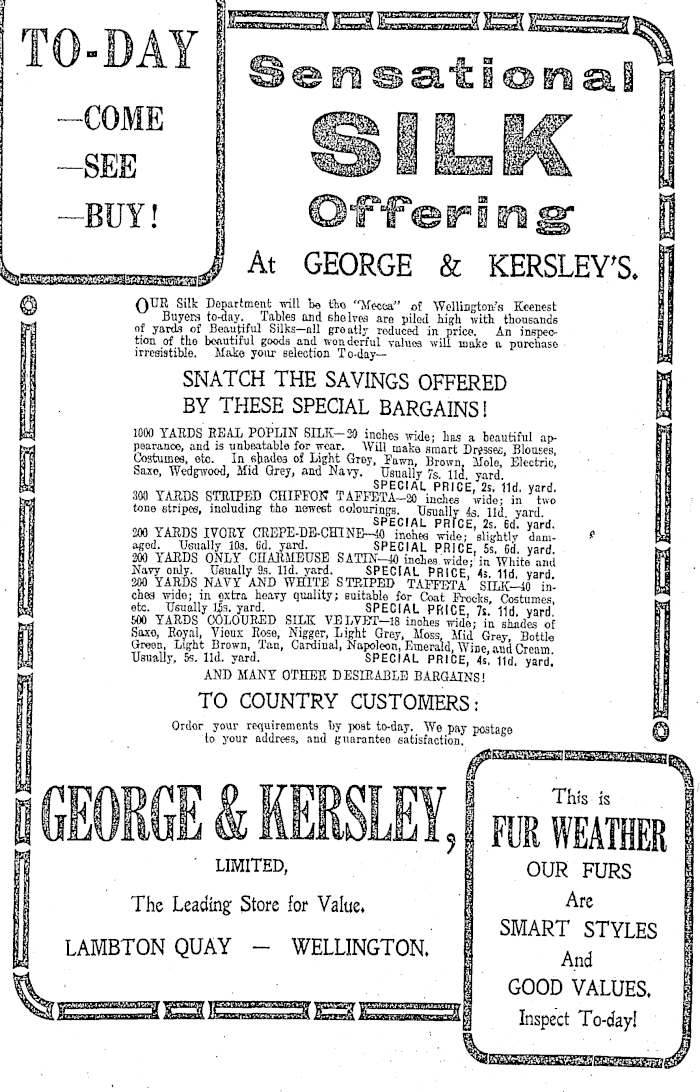 TO-DAY
—COME
—SEE
—BUY!
Sensational
SILK
Offering
At GEORGE & KERSLEY'S.
OUR Silk Department will be the "Mecca" of Wellington's Keenest
Buyers to-day. Tables and shelves are piled high with thousands
of yards of Beautiful Silks—all greatly reduced in price. An inspec-
tion of the beautiful goods and wonderful values will make a purchase
irresistible. Make your selection To-day—
SNATCH THE SAVINGS OFFERED
BY THESE SPECIAL BARGAINS!
1000 YARDS REAL POPLIN SILK—20 inches wide; has a beautiful ap-
pearance, and is unbeatable for wear. Will make smart Dresses, Blouses,
Costumes, etc. In shades of Light Grey, Fawn, Brown, Mole, Electric,
Saxe, Wedgwood, Mid Grey, and Navy. Usually 7s. 11d. yard.
SPECIAL PRICE, 2s. 11d. yard.
300 YARDS STRIPED CHIFFON TAFFETA—20 inches wide; in two
tone stripes, including the newest colourings. Usually 4s. 11d. yard.
SPECIAL PRICE, 2s. 6d. yard.
200 YARDS IVORY CREPE-DE-CHINE—40 inches wide; slightly dam-
aged. Usually 10s. 6d. yard. SPECIAL PRICE, 5s. 6d. yard.
200 YARDS ONLY CHARMEUSE SATIN—40 inches wide; in White and
Navy only. Usually 9s. 11d. yard. SPECIAL PRICE, 4s. 11d. yard.
200 YARDS NAVY AND WHITE STRIPED TAFFETA SILK—40 in-
ches wide; in extra heavy quality; suitable for Coat Frocks, Costumes,
etc. Usually 15s. yard. SPECIAL PRICE, 7s. 11d. yard.
500 YARDS COLOURED SILK VELVET—18 inches wide; in shades of
Saxe, Royal, Vieux Rose, Nigger, Light Grey, Moss, Mid Grey, Bottle
Green, Light Brown, Tan, Cardinal, Napoleon, Emerald, Wine, and Cream.
Usually, 5s. 11d. yard. SPECIAL PRICE, 4s. 11d. yard.
AND MANY OTHER DESIRABLE BARGAINS!
TO COUNTRY CUSTOMERS:
Order your requirements by post to-day. We pay postage
to your address, and guarantee satisfaction.
GEORGE & KERSLEY,
LIMITED,
The Leading Store for Value.
LAMBTON QUAY — WELLINGTON.
This is
FUR WEATHER
OUR FURS
Are
SMART STYLES
And
GOOD VALUES.
Inspect To-day!